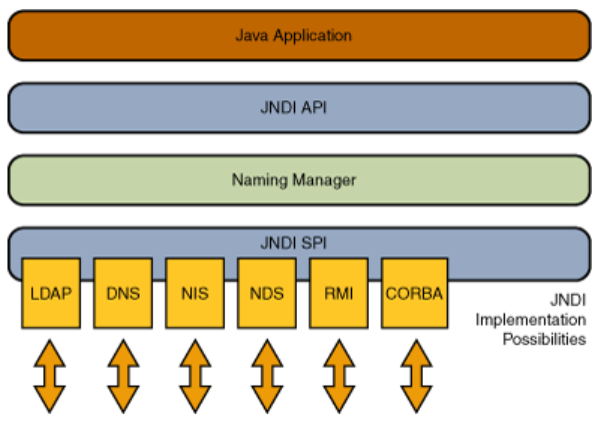 Java Application
JNDI API
Naming Manager
JNDI SPI
LDAP
DNS
NIS
NDS
RMI
CORBA
JNDI
Implementation
Possibilities